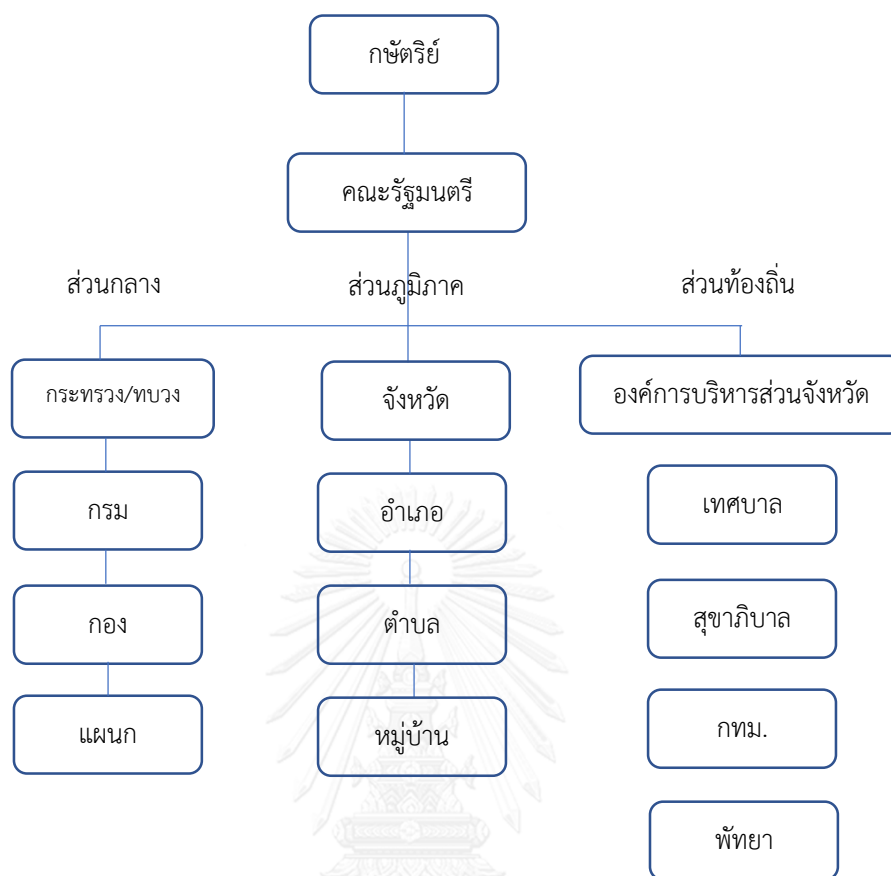 กษัตริย์
คณะรัฐมนตรี
ส่วนกลาง
ส่วนภูมิภาค
ส่วนท้องถิ่น
กระทรวง/ทบวง
จังหวัด
องค์การบริหารส่วนจังหวัด
กรม
อำเภอ
เทศบาล
กอง
ตำบล
สุขาภิบาล
แผนก
หมู่บ้าน
กทม.
พัทยา